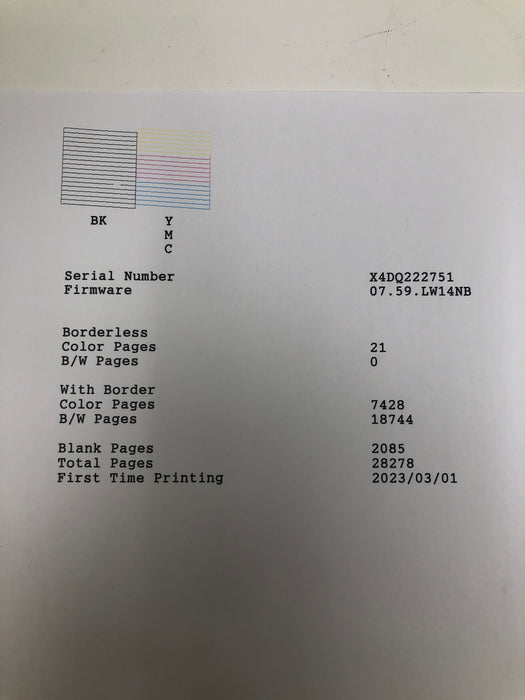 BK Y
M
C
Serial Number X4DQ222751
Firmware 07.59.LW14NB
Borderless
Color Pages 21
B/W Pages 0
With Border
Color Pages 7428
B/W Pages 18744
Blank Pages 2085
Total Pages 28278
First Time Printing 2023/03/01